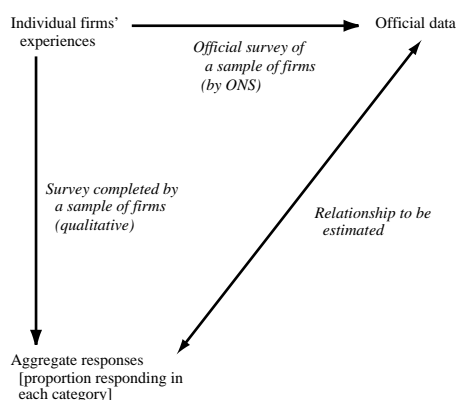 Individual firms'
experiences
Official data
Official survey of
a sample of firms
(by ONS)
Survey completed by
a sample of firms
(qualitative)
Relationship to be
estimated
Aggregate responses
[proportion responding in
each category]